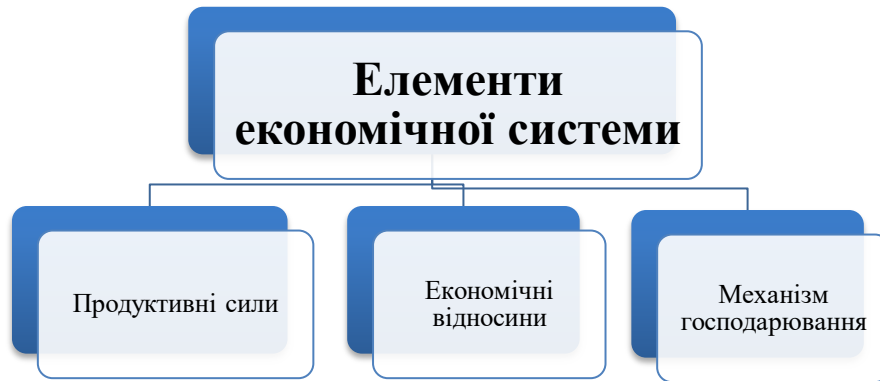 Елементи
економічної системи
Продуктивні сили
Економічні
відносини
Механізм
господарювання